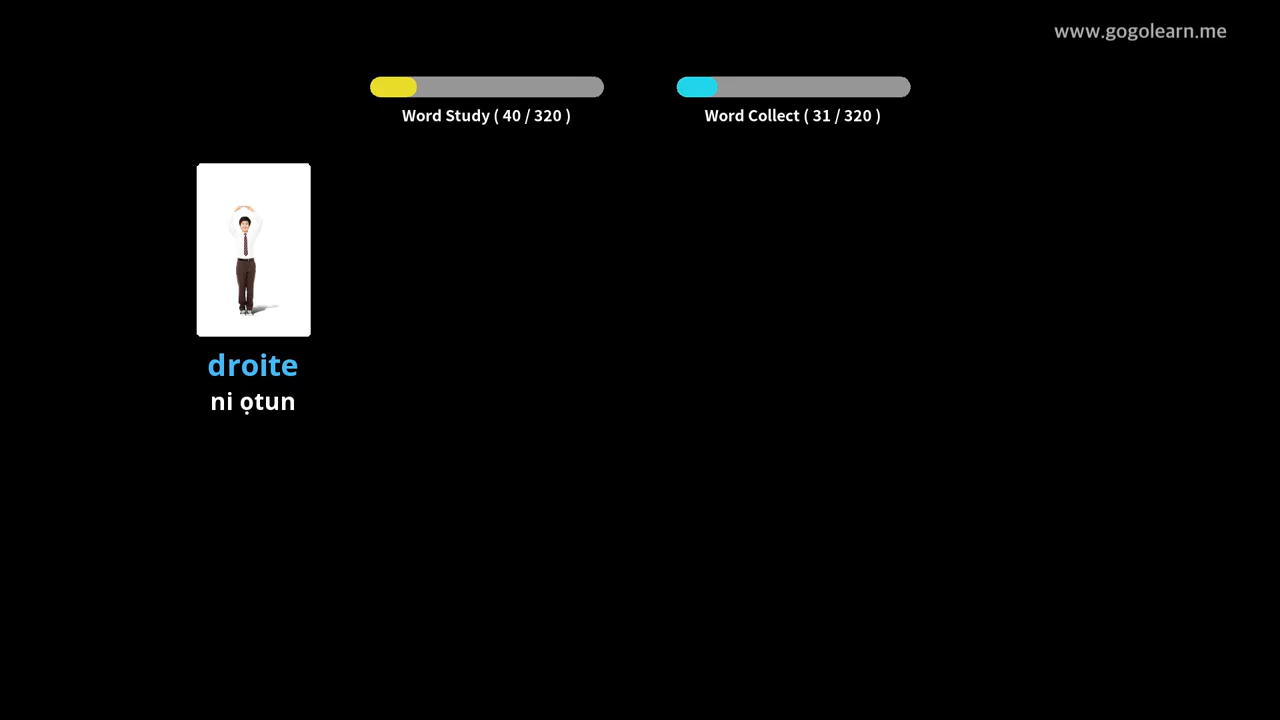 www.gogolearn.me
Word Study ( 40 / 320 )
Word Collect ( 31 / 320 )
droite
ni ọtun